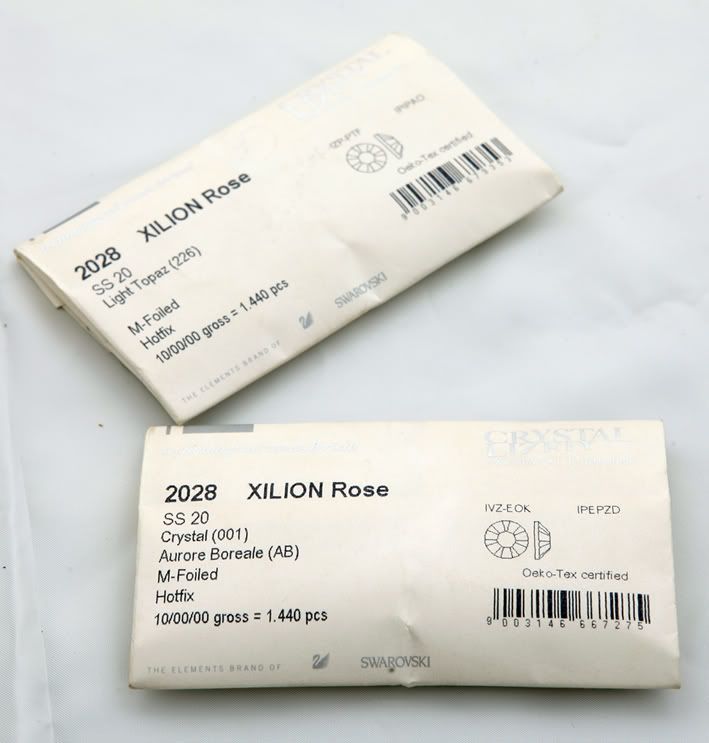 IZP-PTF IPIPAO
Oeko-Tex certified
2028 XILION Rose
SS 20
Light Topaz (226)
M-Foiled
Hotfix
10/00/00 gross = 1.440 pcs
THE ELEMENTS BRAND OF SWAROVSKI
CRYSTAL
2028 XILION Rose
SS 20
Crystal (001)
Aurore Boreale (AB)
M-Foiled
Hotfix
10/00/00 gross = 1.440 pcs
IVZ-EOK IPEPZD
Oeko-Tex certified
9 003146 667275
THE ELEMENTS BRAND OF SWAROVSKI